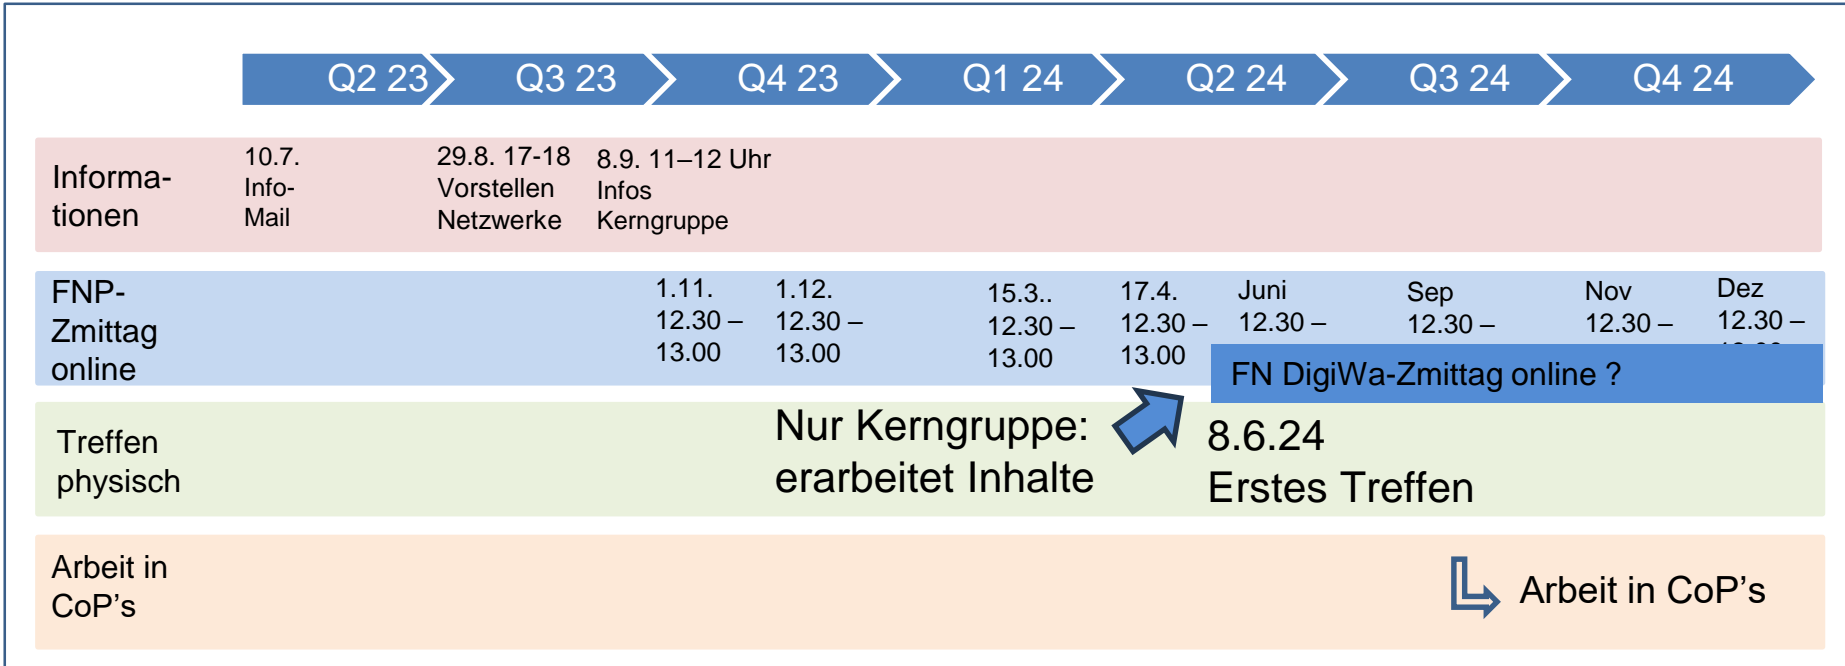 Q2 23 Q3 23 Q4 23 Q1 24 Q2 24 Q3 24 Q4 24
Informa-
tionen
10.7.
Info-
Mail
29.8. 17-18
Vorstellen
Netzwerke
8.9. 11–12 Uhr
Infos
Kerngruppe
FNP-
Zmittag
online
1.11.
12.30 –
13.00
1.12.
12.30 –
13.00
15.3..
12.30 –
13.00
17.4.
12.30 –
13.00
Juni
12.30 –
Sep
12.30 –
Nov
12.30 –
Dez
12.30 –
FN DigiWa-Zmittag online ?
Treffen
physisch
Nur Kerngruppe:
erarbeitet Inhalte
8.6.24
Erstes Treffen
Arbeit in
CoP’s
Arbeit in CoP’s